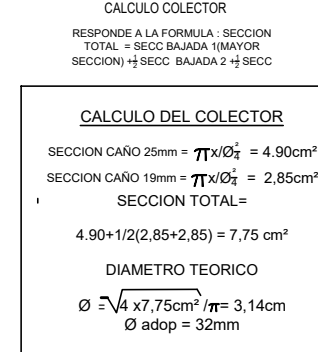 CALCULO COLECTOR
RESPONDE A LA FORMULA : SECCION
TOTAL = SECC BAJADA 1(MAYOR
SECCION) +½ SECC BAJADA 2 +½ SECC
CALCULO DEL COLECTOR
SECCION CAÑO 25mm = πx/Ø²/4 = 4.90cm²
SECCION CAÑO 19mm = πx/Ø²/4 = 2,85cm²
SECCION TOTAL=
4.90+1/2(2,85+2,85) = 7,75 cm²
DIAMETRO TEORICO
Ø =√4 x7,75cm²/π= 3,14cm
Ø adop = 32mm